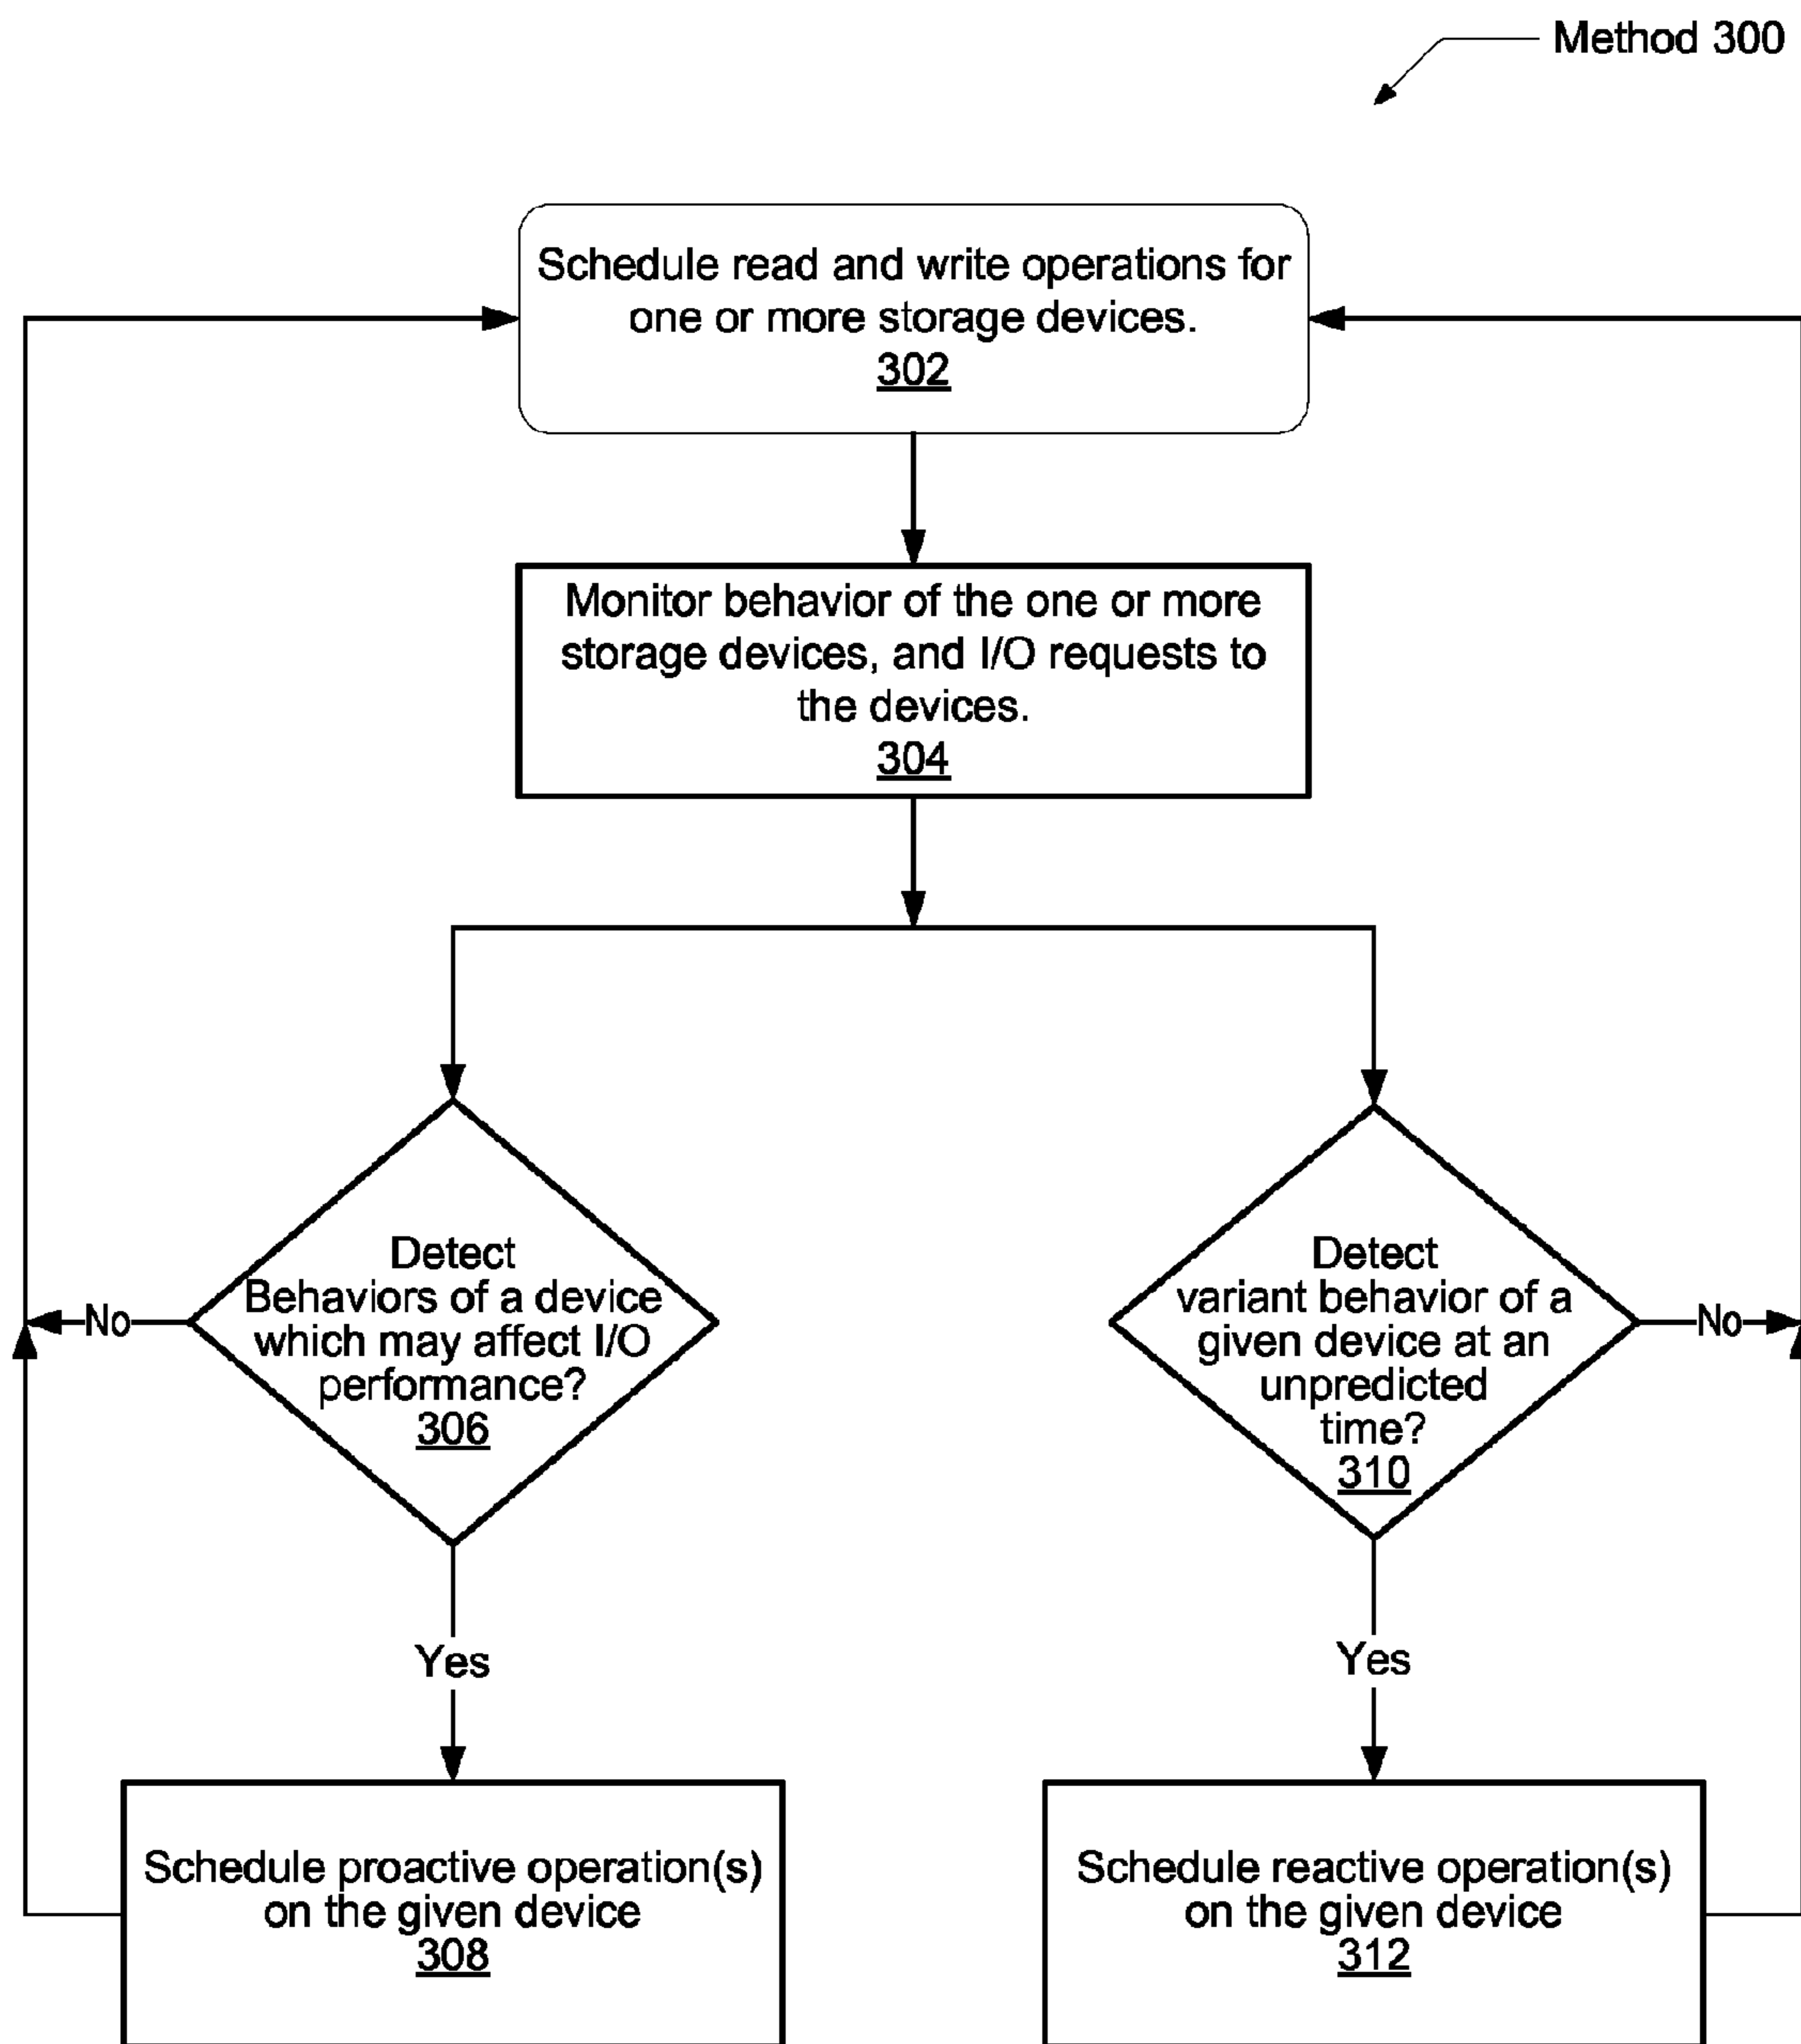 Method 300
Schedule read and write operations for
one or more storage devices.
302
Monitor behavior of the one or more
storage devices, and I/O requests to
the devices.
304
Detect
Behaviors of a device
which may affect I/O
performance?
306
No
Yes
Detect
variant behavior of a
given device at an
unpredicted
time?
310
No
Yes
Schedule proactive operation(s)
on the given device
308
Schedule reactive operation(s)
on the given device
312